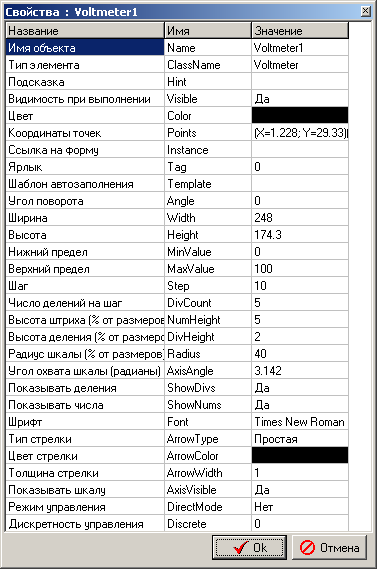 Свойства : Voltmeter1
Название Имя Значение
Имя объекта Name Voltmeter1
Тип элемента ClassName Voltmeter
Подсказка Hint
Видимость при выполнении Visible Да
Цвет Color
Координаты точек Points (X=1.228; Y=29.33)(
Ссылка на форму Instance
Ярлык Tag 0
Шаблон автозаполнения Template
Угол поворота Angle 0
Ширина Width 248
Высота Height 174.3
Нижний предел MinValue 0
Верхний предел MaxValue 100
Шаг Step 10
Число делений на шаг DivCount 5
Высота штриха (% от размеров NumHeight 5
Высота деления (% от размеров DivHeight 2
Радиус шкалы (% от размеров) Radius 40
Угол охвата шкалы (радианы) AxisAngle 3.142
Показывать деления ShowDivs Да
Показывать числа ShowNums Да
Шрифт Font Times New Roman
Тип стрелки ArrowType Простая
Цвет стрелки ArrowColor
Толщина стрелки ArrowWidth 1
Показывать шкалу AxisVisible Да
Режим управления DirectMode Нет
Дискретность управления Discrete 0
Ok Отмена